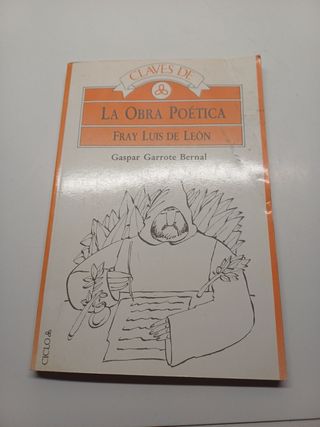 CLAVES DE
LA OBRA POÉTICA
FRAY LUIS DE LEÓN
Gaspar Garrote Bernal
CICLO